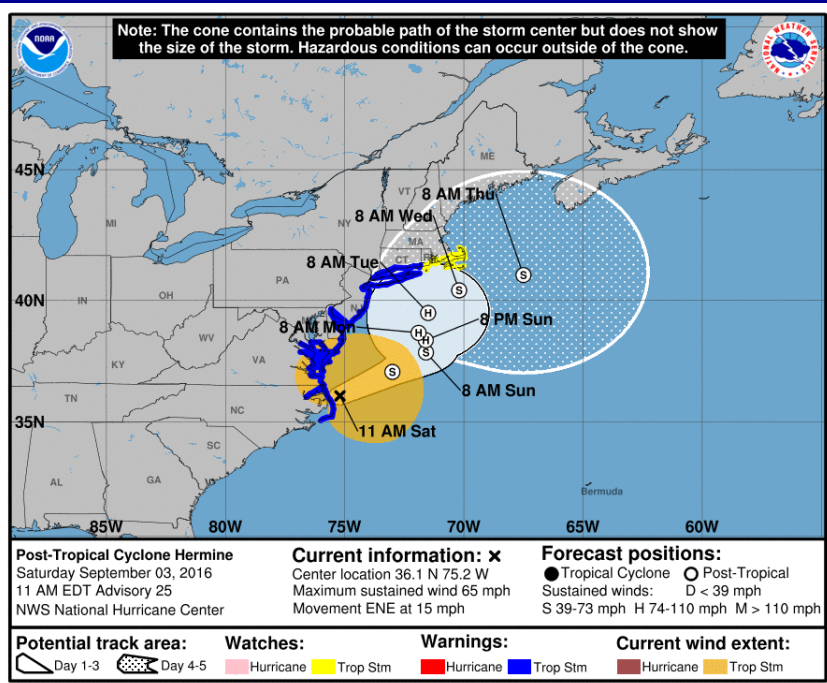 Note: The cone contains the probable path of the storm center but does not show
the size of the storm. Hazardous conditions can occur outside of the cone.
NOAA
NATIONAL WEATHER SERVICE
ME
45N
VT
8 AM Thu
8 AM Wed
MI
NY
MA
CT
RI
8 AM Tue
PA
40N
IN
OH
NJ
8 PM Sun
8 AM Mon
WV
KY
VA
8 AM Sun
TN
NC
35N
11 AM Sat
SC
AL
GA
Bermuda
85W
80W
75W
70W
65W
60W
S
S
H
H
H
S
S
Post-Tropical Cyclone Hermine
Saturday September 03, 2016
11 AM EDT Advisory 25
NWS National Hurricane Center
Current information: ×
Center location 36.1 N 75.2 W
Maximum sustained wind 65 mph
Movement ENE at 15 mph
Forecast positions:
Tropical Cyclone Post-Tropical
Sustained winds: D < 39 mph
S 39-73 mph H 74-110 mph M > 110 mph
Potential track area:
Day 1-3 Day 4-5
Watches:
Hurricane Trop Stm
Warnings:
Hurricane Trop Stm
Current wind extent:
Hurricane Trop Stm